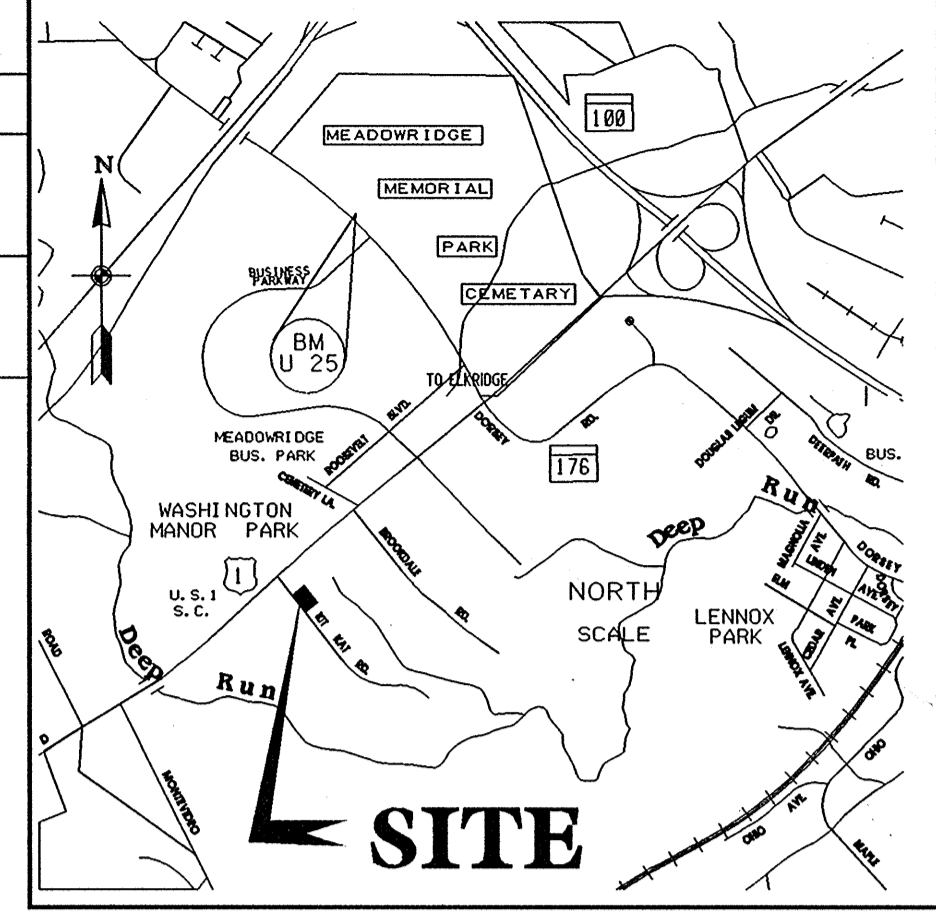 100
MEADOWRIDGE
MEMORIAL
PARK
CEMETARY
N
BUSINESS
PARKWAY
BM
U 25
TO ELKRIDGE
ROOSEVELT BLVD.
DORSEY RD.
176
MEADOWRIDGE
BUS. PARK
CEMETERY LA.
DOUGLAS LEGUM DR.
DEERPATH RD.
BUS.
WASHINGTON
MANOR PARK
1
U.S.1
S.C.
BROOKDALE RD.
Deep Run
MAGNOLIA AVE
LINDEN AVE
DORSEY
ELM
PARK PL.
CEDAR AVE
LENNOX AVE
NORTH
SCALE
LENNOX
PARK
KIT KAT RD.
ROAD
Deep Run
D
MONTEVIDEO
SITE
OHIO
OHIO AVE
MAPLE